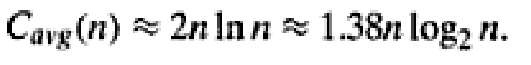 C_avg(n) ≈ 2n ln n ≈ 1.38n log₂ n.